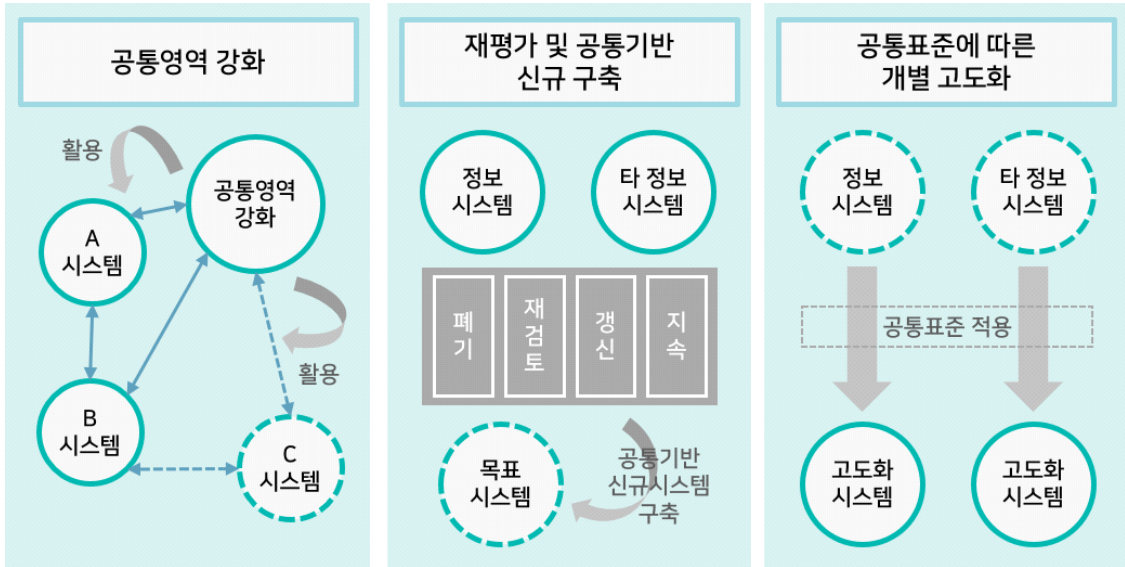 공통영역 강화
활용
공통영역
강화
A
시스템
활용
B
시스템
C
시스템
재평가 및 공통기반
신규 구축
정보
시스템
타 정보
시스템
폐
기
재
검
토
갱
신
지
속
목표
시스템
공통기반
신규시스템
구축
공통표준에 따른
개별 고도화
정보
시스템
타 정보
시스템
공통표준 적용
고도화
시스템
고도화
시스템